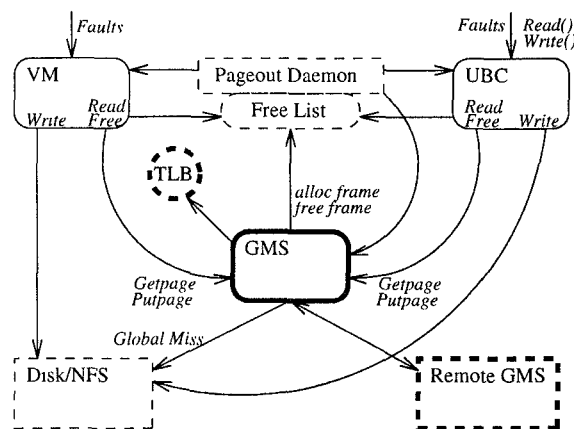 Faults
Faults
Read()
Write()
VM
Pageout Daemon
UBC
Read
Write
Free
Free List
Read
Free
Write
TLB
alloc frame
free frame
GMS
Getpage
Putpage
Getpage
Putpage
Global Miss
Disk/NFS
Remote GMS